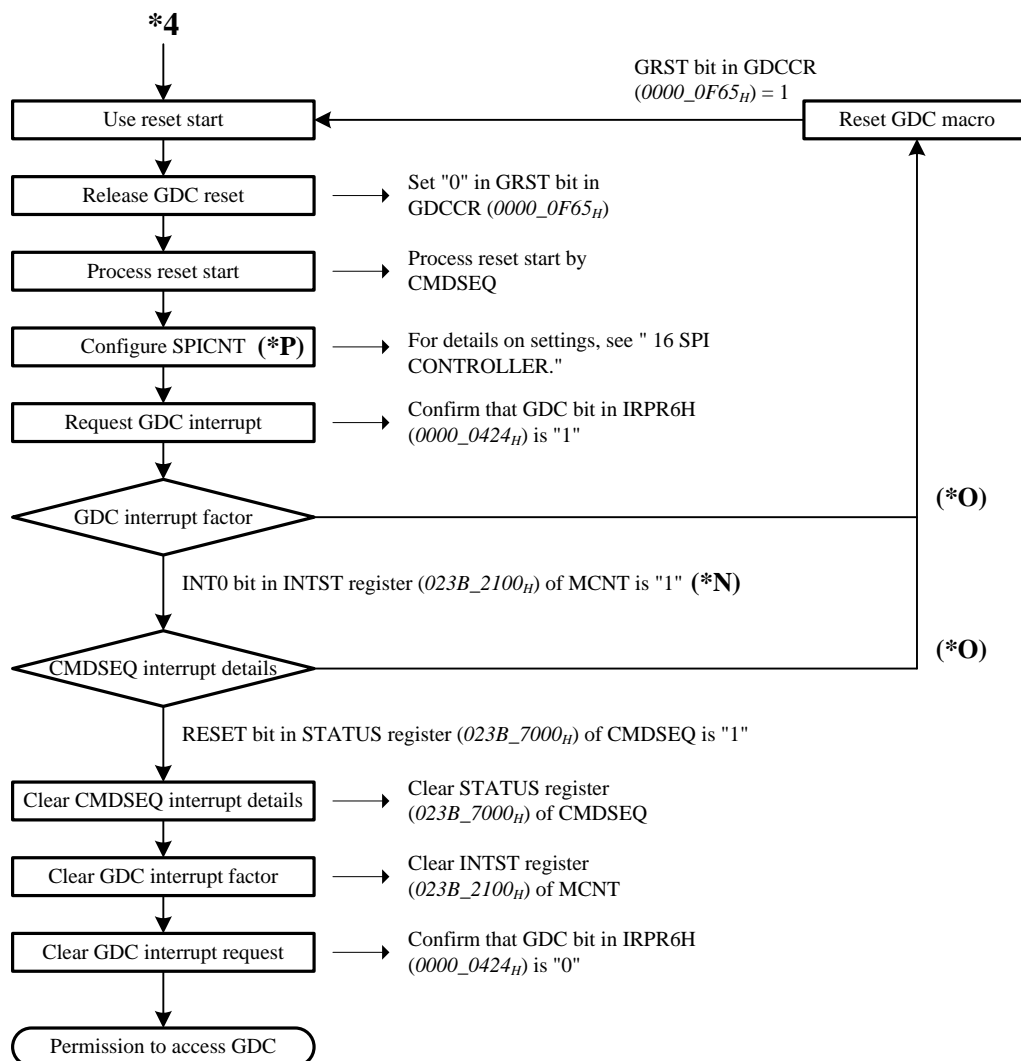 *4
GRST bit in GDCCR
(0000_0F65H) = 1
Use reset start
Reset GDC macro
Release GDC reset
Set "0" in GRST bit in
GDCCR (0000_0F65H)
Process reset start
Process reset start by
CMDSEQ
Configure SPICNT (*P)
For details on settings, see " 16 SPI
CONTROLLER."
Request GDC interrupt
Confirm that GDC bit in IRPR6H
(0000_0424H) is "1"
GDC interrupt factor
(*O)
INT0 bit in INTST register (023B_2100H) of MCNT is "1" (*N)
CMDSEQ interrupt details
(*O)
RESET bit in STATUS register (023B_7000H) of CMDSEQ is "1"
Clear CMDSEQ interrupt details
Clear STATUS register
(023B_7000H) of CMDSEQ
Clear GDC interrupt factor
Clear INTST register
(023B_2100H) of MCNT
Clear GDC interrupt request
Confirm that GDC bit in IRPR6H
(0000_0424H) is "0"
Permission to access GDC